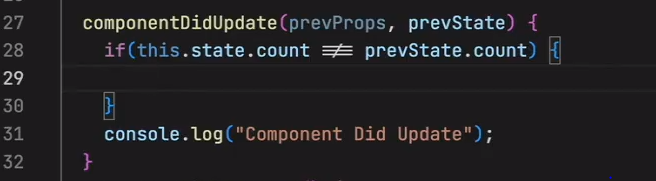 27 componentDidUpdate(prevProps, prevState) {
28 if(this.state.count !== prevState.count) {
29
30 }
31 console.log("Component Did Update");
32 }